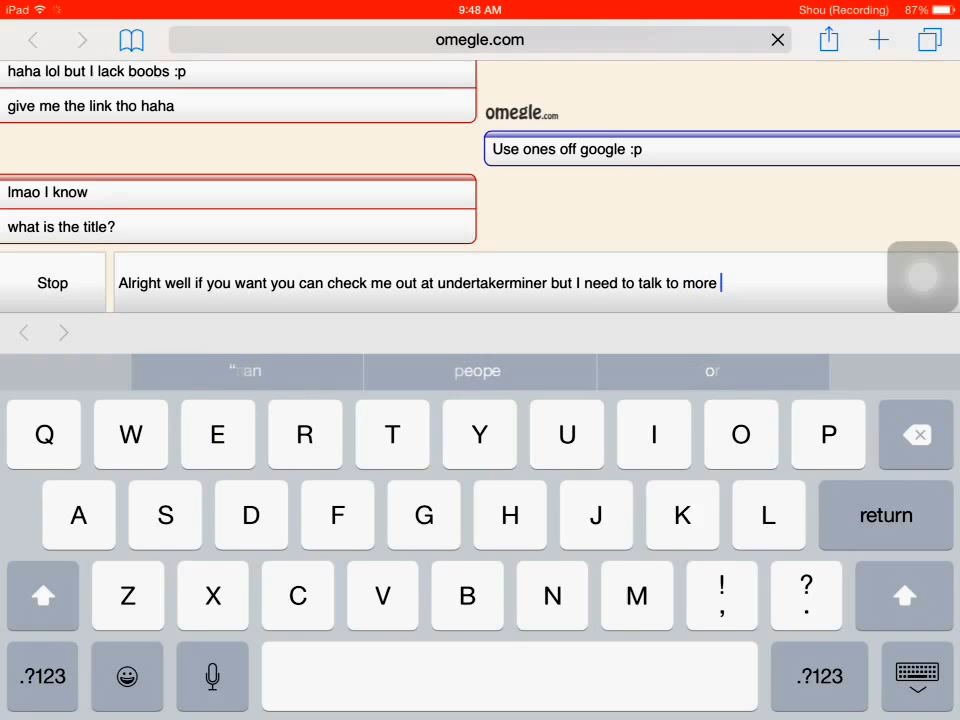 iPad 9:48 AM Shou (Recording) 87%
omegle.com
haha lol but I lack boobs :p
give me the link tho haha
omegle.com
Use ones off google :p
lmao I know
what is the title?
Stop
Alright well if you want you can check me out at undertakerminer but I need to talk to more
peope
Q W E R T Y U I O P
A S D F G H J K L return
Z X C V B N M ! , ? .
.?123 .?123